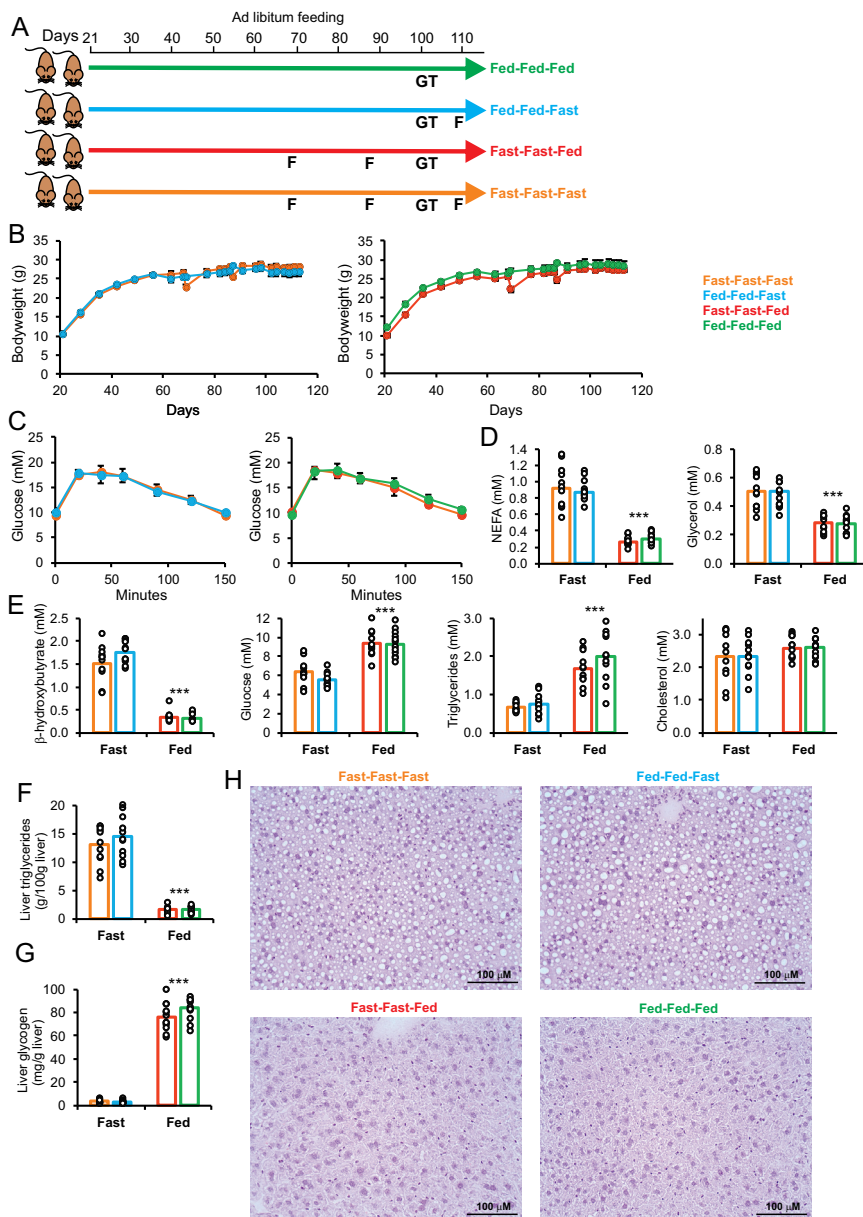 A
Ad libitum feeding
Days 21 30 40 50 60 70 80 90 100 110
GT
Fed-Fed-Fed
GT F
Fed-Fed-Fast
F F GT
Fast-Fast-Fed
F F GT F
Fast-Fast-Fast
B
Bodyweight (g)
35
30
25
20
15
10
5
0
20 40 60 80 100 120
Days
Bodyweight (g)
35
30
25
20
15
10
5
0
20 40 60 80 100 120
Days
Fast-Fast-Fast
Fed-Fed-Fast
Fast-Fast-Fed
Fed-Fed-Fed
C
Glucose (mM)
25
20
15
10
5
0 50 100 150
Minutes
Glucose (mM)
25
20
15
10
5
0 50 100 150
Minutes
D
NEFA (mM)
1.4
1.2
1.0
0.8
0.6
0.4
0.2
0.0
***
Fast Fed
Glycerol (mM)
0.8
0.6
0.4
0.2
0
***
Fast Fed
E
β-hydroxybutyrate (mM)
2.5
2.0
1.5
1.0
0.5
0.0
***
Fast Fed
Glucose (mM)
12
10
8
6
4
2
0
***
Fast Fed
Triglycerides (mM)
3.0
2.0
1.0
0.0
***
Fast Fed
Cholesterol (mM)
3.0
2.0
1.0
0.0
Fast Fed
F
Liver triglycerides
(g/100g liver)
20
15
10
5
0
***
Fast Fed
G
Liver glycogen
(mg/g liver)
100
80
60
40
20
0
***
Fast Fed
H
Fast-Fast-Fast
100 μM
Fed-Fed-Fast
100 μM
Fast-Fast-Fed
100 μM
Fed-Fed-Fed
100 μM